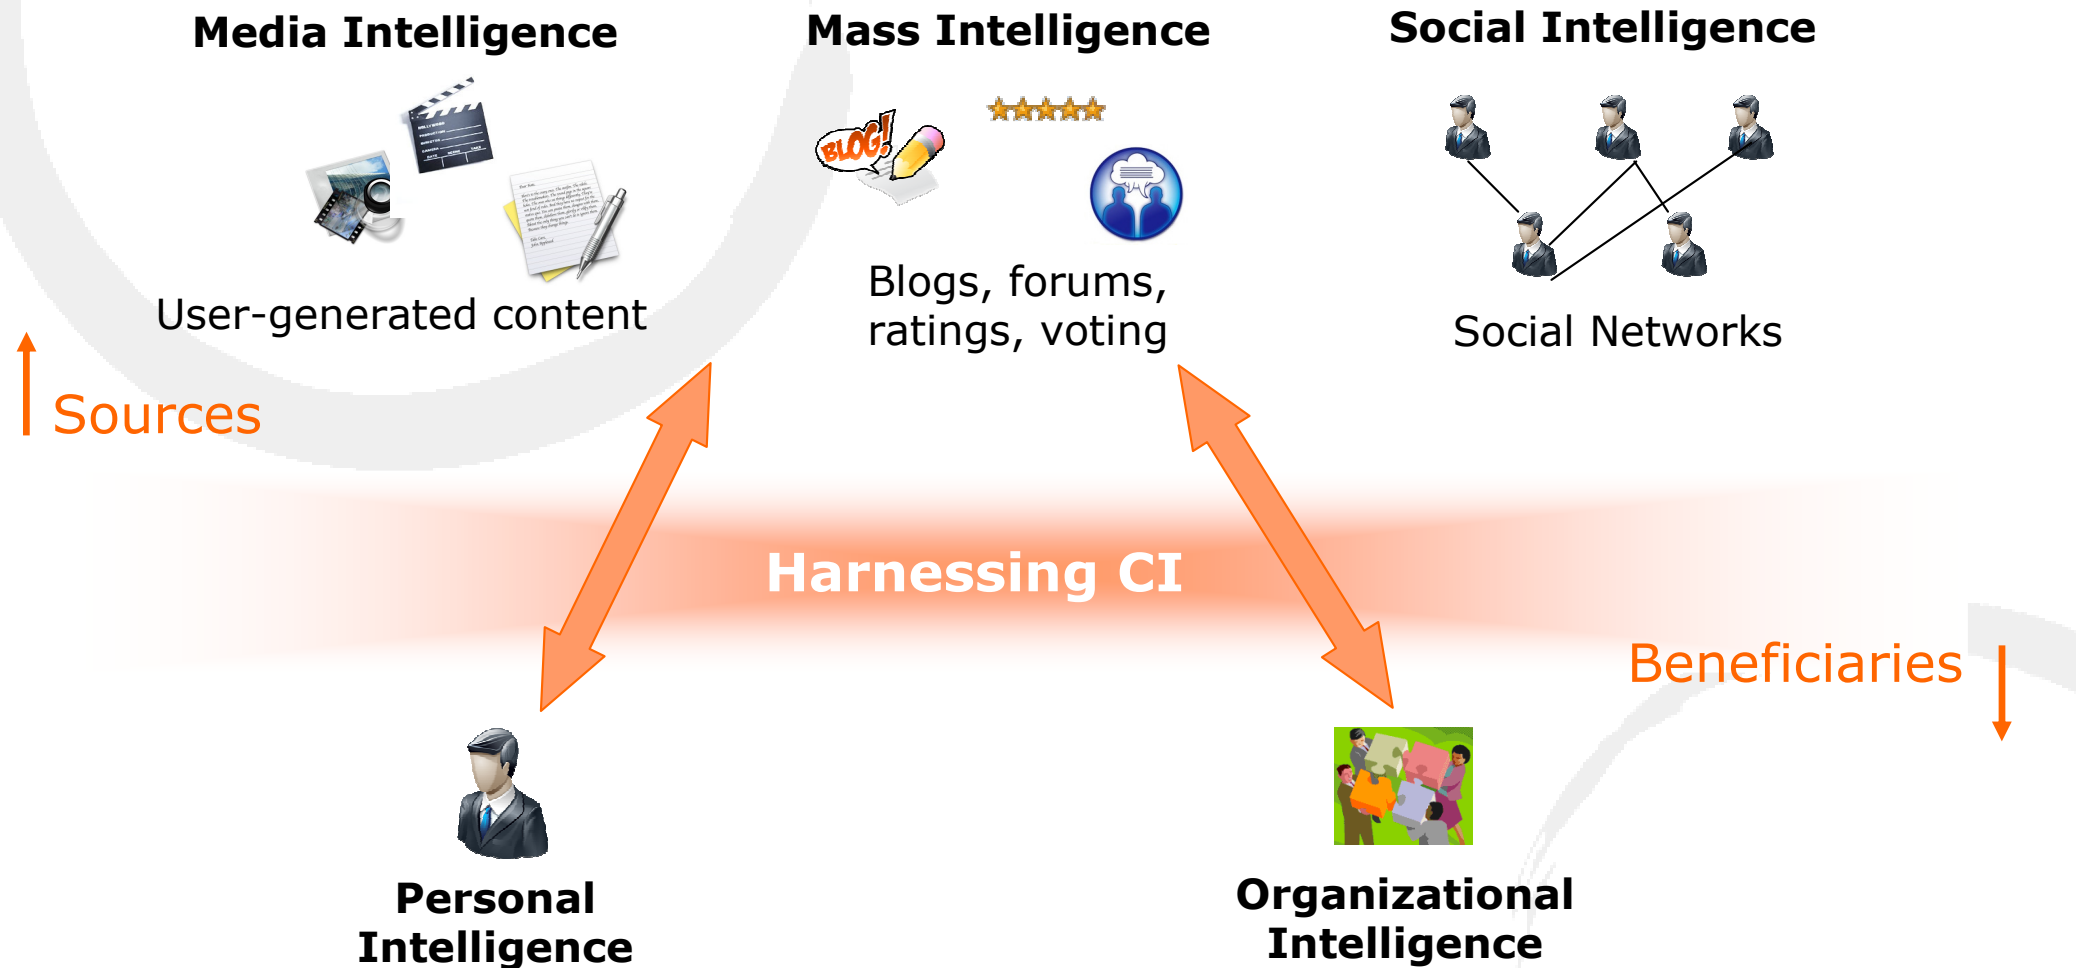 Media Intelligence
Mass Intelligence
Social Intelligence
BLOG!
User-generated content
Blogs, forums,
ratings, voting
Social Networks
Sources
Harnessing CI
Beneficiaries
Personal
Intelligence
Organizational
Intelligence